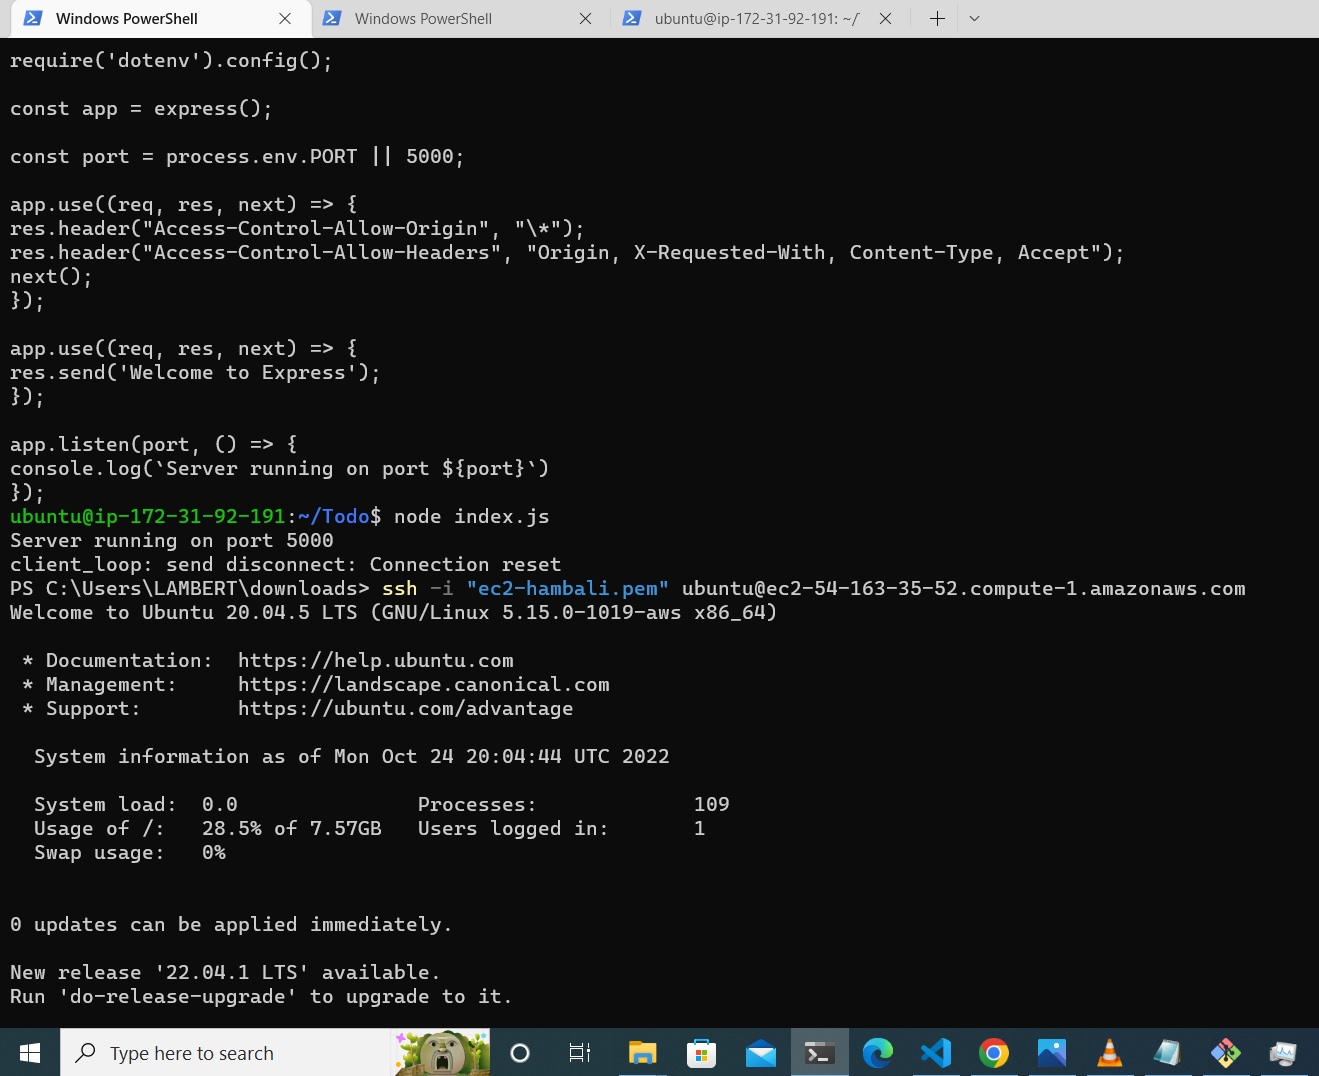 Windows PowerShell
Windows PowerShell
ubuntu@ip-172-31-92-191: ~/
require('dotenv').config();
const app = express();
const port = process.env.PORT || 5000;
app.use((req, res, next) => {
res.header("Access-Control-Allow-Origin", "\*");
res.header("Access-Control-Allow-Headers", "Origin, X-Requested-With, Content-Type, Accept");
next();
});
app.use((req, res, next) => {
res.send('Welcome to Express');
});
app.listen(port, () => {
console.log(`Server running on port ${port}`)
});
ubuntu@ip-172-31-92-191:~/Todo$ node index.js
Server running on port 5000
client_loop: send disconnect: Connection reset
PS C:\Users\LAMBERT\downloads> ssh -i "ec2-hambali.pem" ubuntu@ec2-54-163-35-52.compute-1.amazonaws.com
Welcome to Ubuntu 20.04.5 LTS (GNU/Linux 5.15.0-1019-aws x86_64)
* Documentation:  https://help.ubuntu.com
* Management:     https://landscape.canonical.com
* Support:        https://ubuntu.com/advantage
System information as of Mon Oct 24 20:04:44 UTC 2022
System load:  0.0               Processes:             109
Usage of /:   28.5% of 7.57GB   Users logged in:       1
Swap usage:   0%
0 updates can be applied immediately.
New release '22.04.1 LTS' available.
Run 'do-release-upgrade' to upgrade to it.
Type here to search